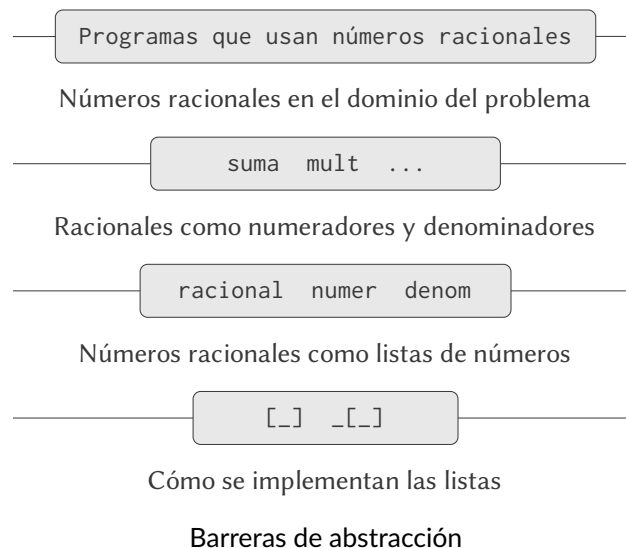 Programas que usan números racionales
Números racionales en el dominio del problema
suma mult ...
Racionales como numeradores y denominadores
racional numer denom
Números racionales como listas de números
[_] _[_]
Cómo se implementan las listas
Barreras de abstracción